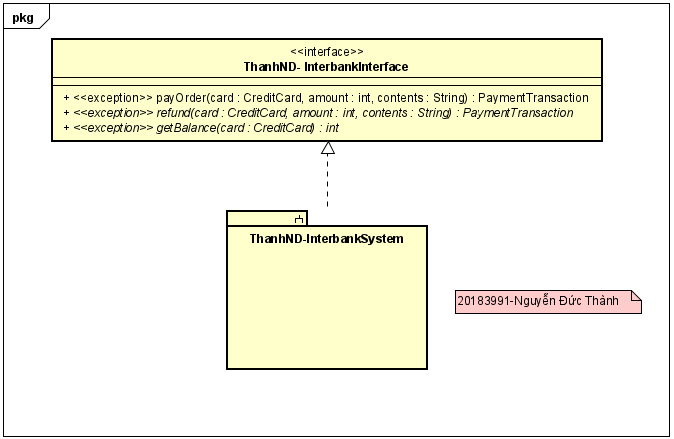 pkg
<<interface>>
ThanhND- InterbankInterface
+ <<exception>> payOrder(card : CreditCard, amount : int, contents : String) : PaymentTransaction
+ <<exception>> refund(card : CreditCard, amount : int, contents : String) : PaymentTransaction
+ <<exception>> getBalance(card : CreditCard) : int
ThanhND-InterbankSystem
20183991-Nguyễn Đức Thành